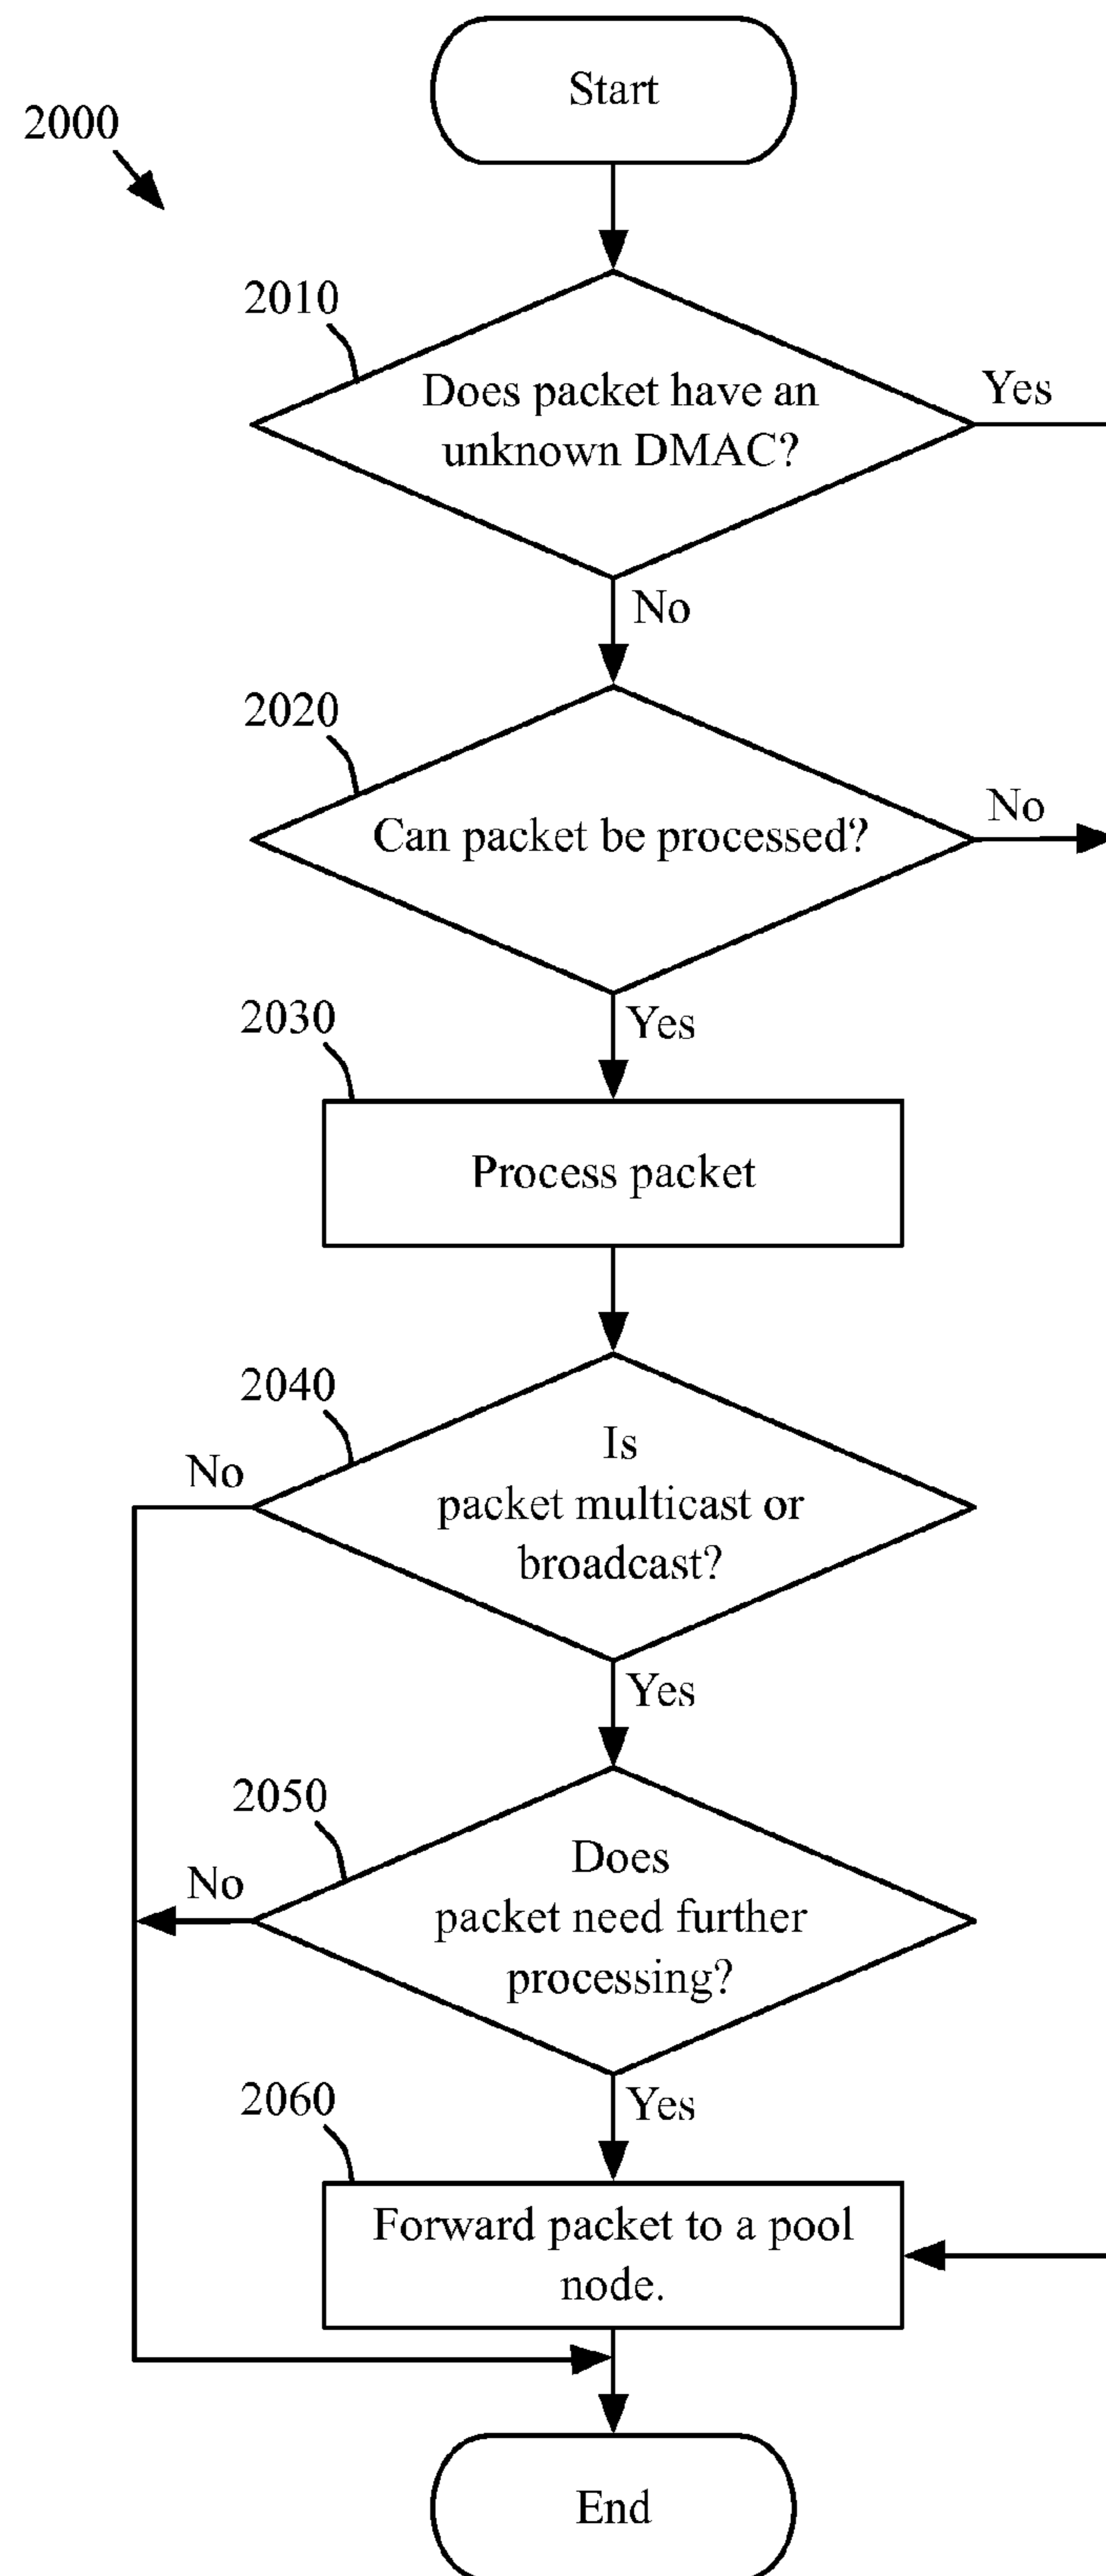 Start
2000
2010
Does packet have an
unknown DMAC?
Yes
No
2020
Can packet be processed?
No
Yes
2030
Process packet
2040
Is
packet multicast or
broadcast?
No
Yes
2050
Does
packet need further
processing?
No
Yes
2060
Forward packet to a pool
node.
End